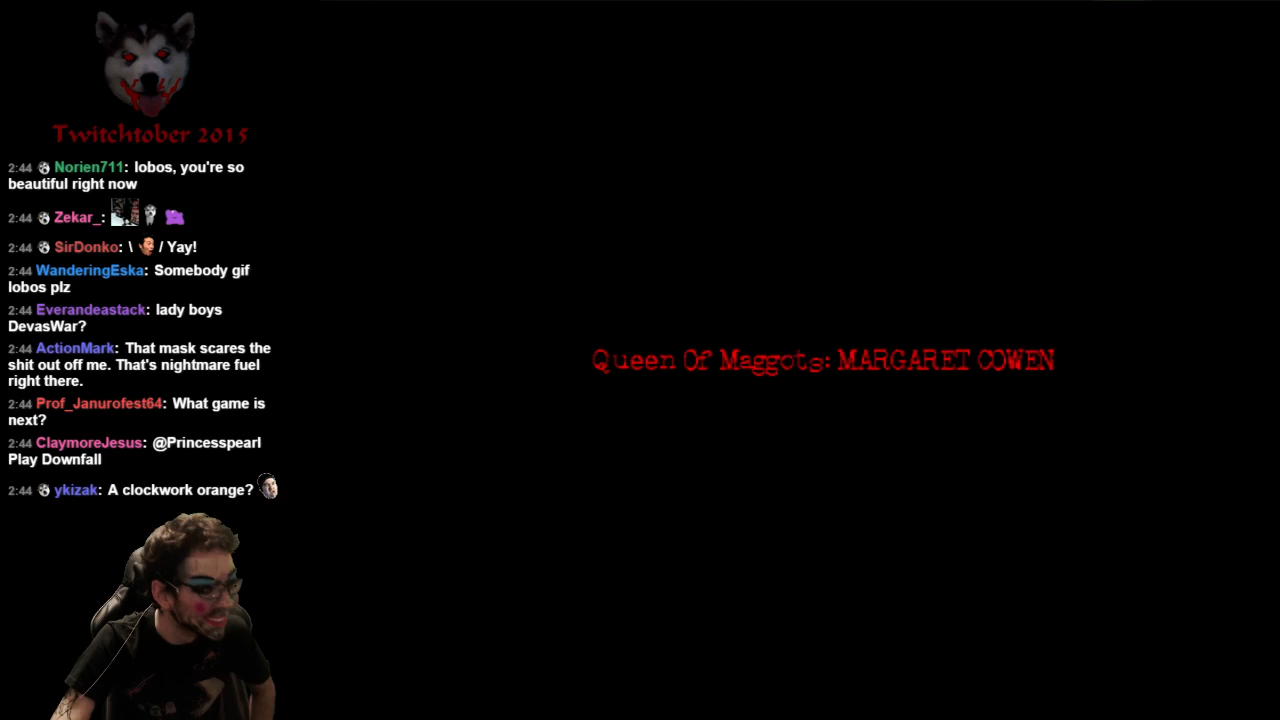 Twitchtober 2015
2:44 Norien711: lobos, you're so
beautiful right now
2:44 Zekar_:
2:44 SirDonko: \ / Yay!
2:44 WanderingEska: Somebody gif
lobos plz
2:44 Everandeastack: lady boys
DevasWar?
2:44 ActionMark: That mask scares the
shit out off me. That's nightmare fuel
right there.
2:44 Prof_Janurofest64: What game is
next?
2:44 ClaymoreJesus: @Princesspearl
Play Downfall
2:44 ykizak: A clockwork orange?
Queen Of Maggots: MARGARET COWEN